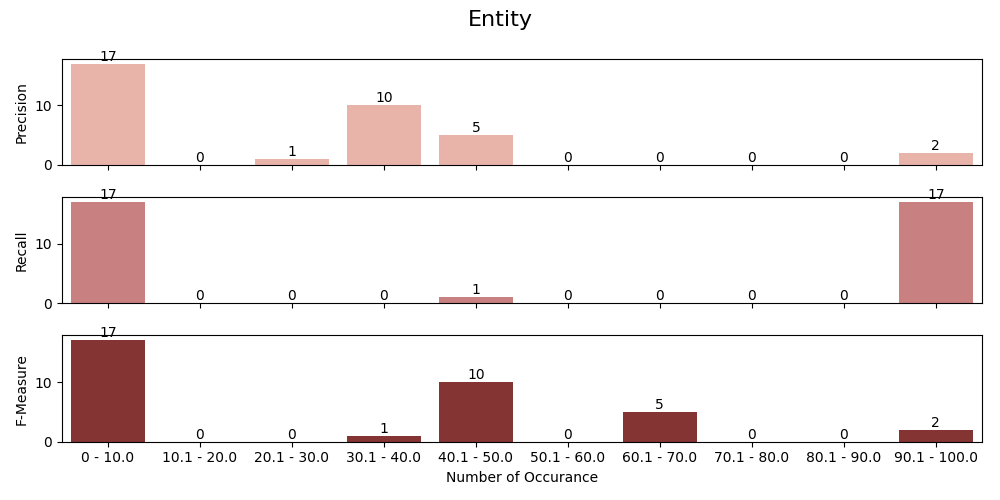 Entity
Precision
10
0
17 0 1 10 5 0 0 0 0 2
Recall
10
0
17 0 0 0 1 0 0 0 0 17
F-Measure
10
0
17 0 0 1 10 0 5 0 0 2
0 - 10.0 10.1 - 20.0 20.1 - 30.0 30.1 - 40.0 40.1 - 50.0 50.1 - 60.0 60.1 - 70.0 70.1 - 80.0 80.1 - 90.0 90.1 - 100.0
Number of Occurance